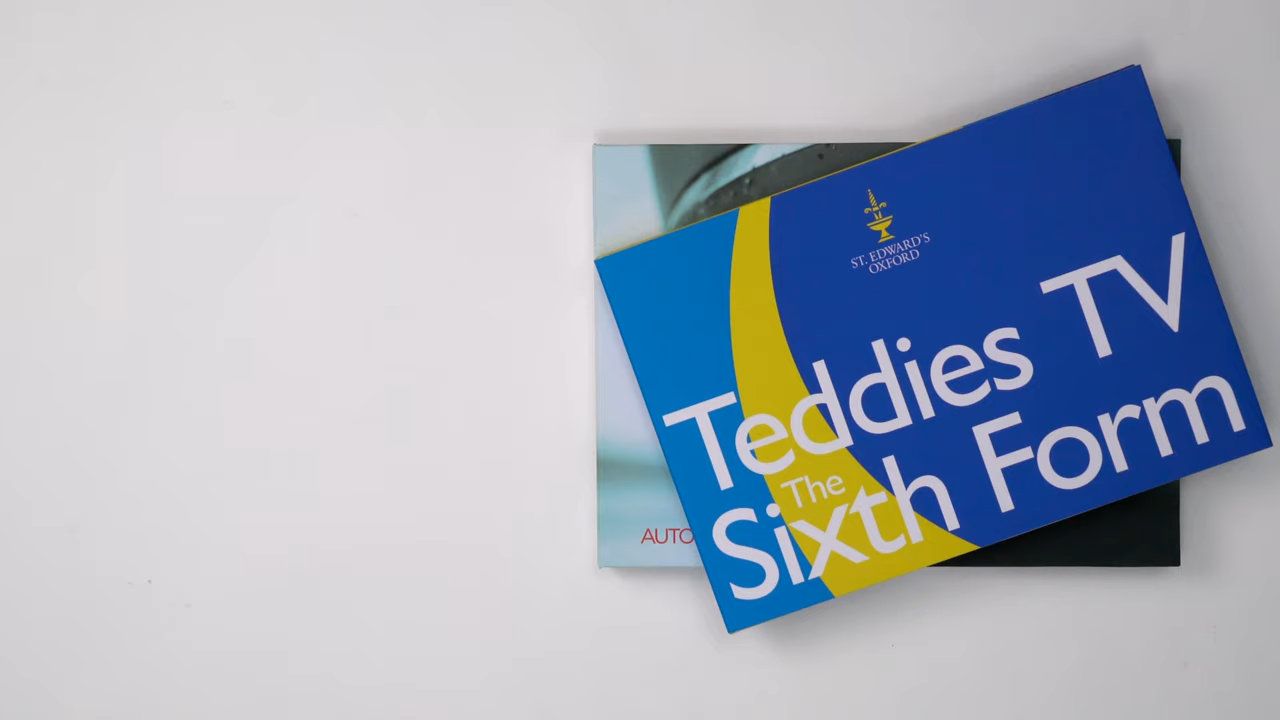 ST. EDWARD'S
OXFORD
Teddies TV
The
Sixth Form
AUTO